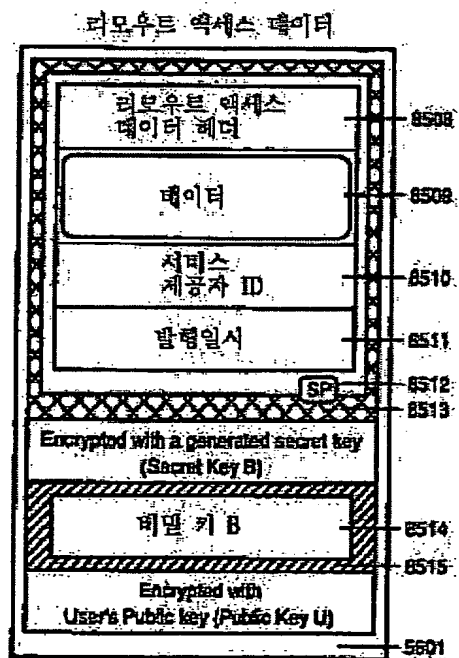 리모우트 액세스 데이터
리모우트 액세스
데이터 헤더
8508
데이터
8509
서비스
제공자 ID
8510
발행일시
8511
SP
8512
8513
Encrypted with a generated secret key
(Secret Key B)
비밀 키 B
8514
8515
Encrypted with
User's Public key (Public Key U)
5601